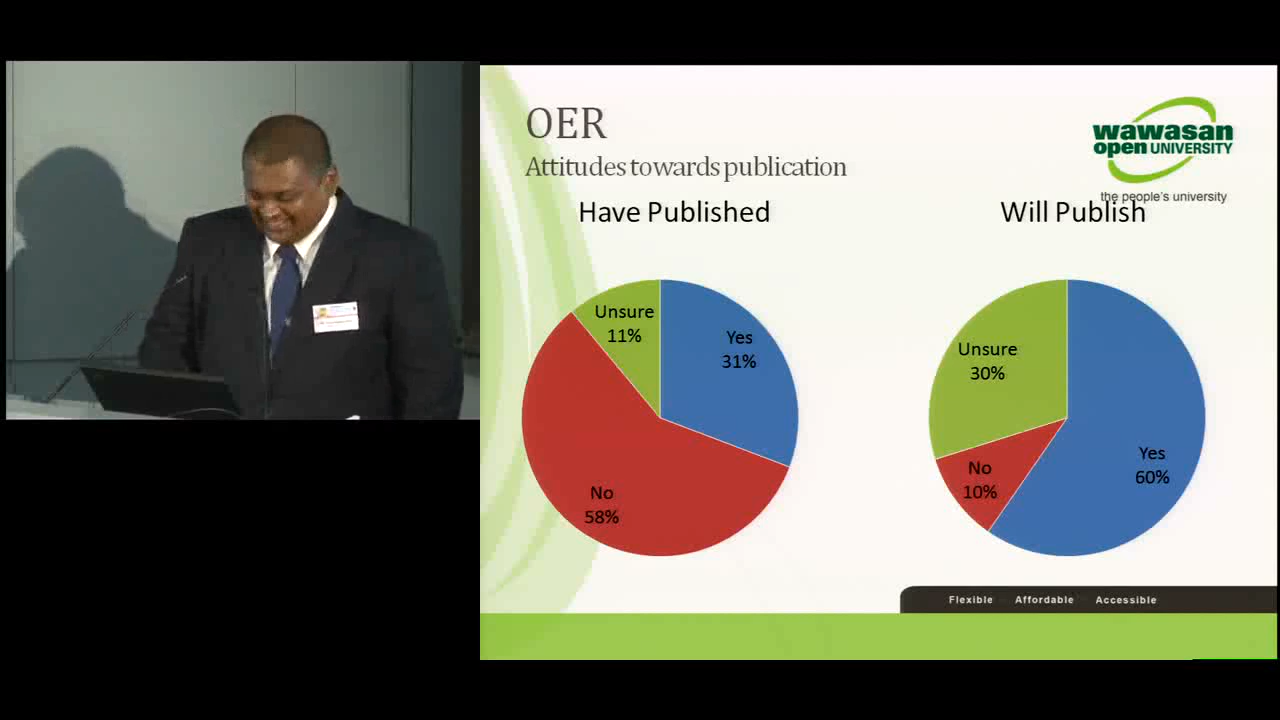 OER
Attitudes towards publication
wawasan
open UNIVERSITY
the people's university
Have Published
Will Publish
Unsure
11%
Yes
31%
No
58%
Unsure
30%
No
10%
Yes
60%
Flexible Affordable Accessible